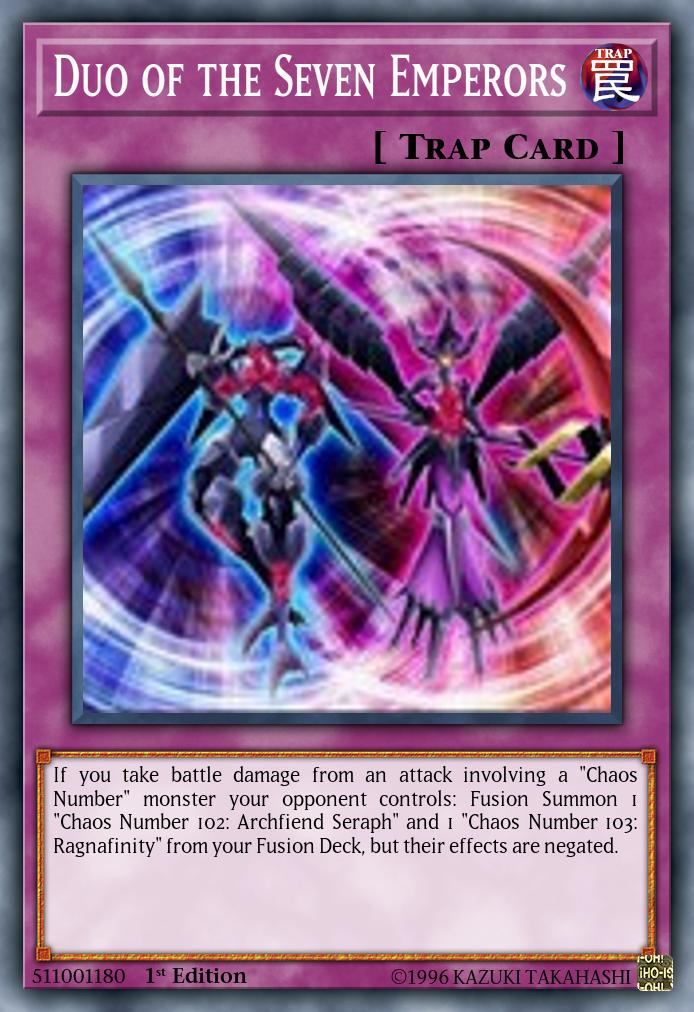 DUO OF THE SEVEN EMPERORS
TRAP
罠
[ TRAP CARD ]
If you take battle damage from an attack involving a "Chaos
Number" monster your opponent controls: Fusion Summon 1
"Chaos Number 102: Archfiend Seraph" and 1 "Chaos Number 103:
Ragnafinity" from your Fusion Deck, but their effects are negated.
511001180 1st Edition ©1996 KAZUKI TAKAHASHI